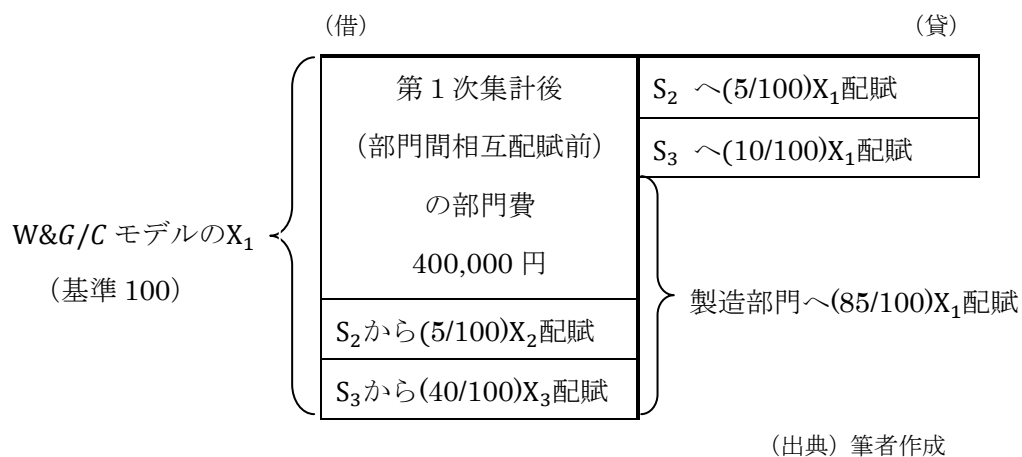 （借）
（貸）
第1次集計後
（部門間相互配賦前）
の部門費
400,000 円
S₂ へ(5/100)X₁配賦
S₃ へ(10/100)X₁配賦
W&G/C モデルのX₁
（基準 100）
製造部門へ(85/100)X₁配賦
S₂から(5/100)X₂配賦
S₃から(40/100)X₃配賦
（出典）筆者作成